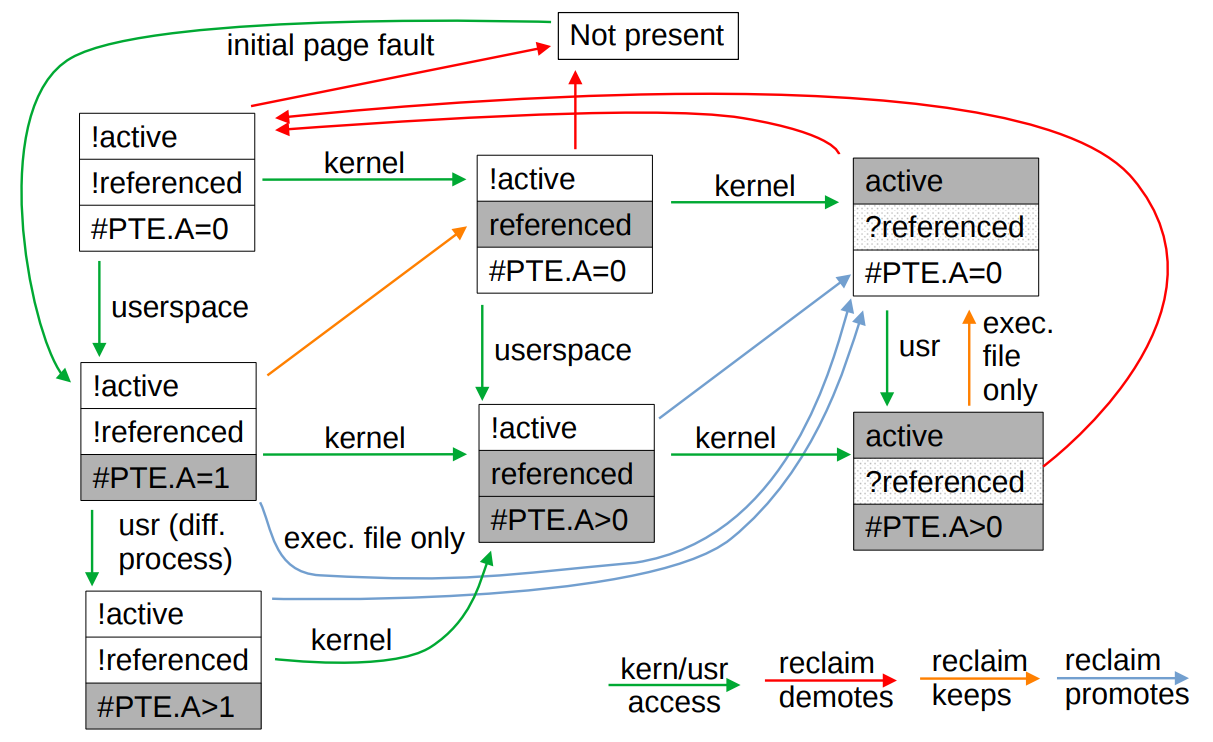 Not present
initial page fault
!active
!referenced
#PTE.A=0
kernel
!active
referenced
#PTE.A=0
kernel
active
?referenced
#PTE.A=0
userspace
userspace
usr
exec.
file
only
!active
!referenced
#PTE.A=1
kernel
!active
referenced
#PTE.A>0
kernel
active
?referenced
#PTE.A>0
usr (diff.
process)
exec. file only
!active
!referenced
#PTE.A>1
kernel
kern/usr
access
reclaim
demotes
reclaim
keeps
reclaim
promotes